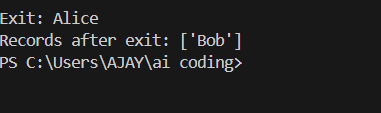 Exit: Alice
Records after exit: ['Bob']
PS C:\Users\AJAY\ai coding>